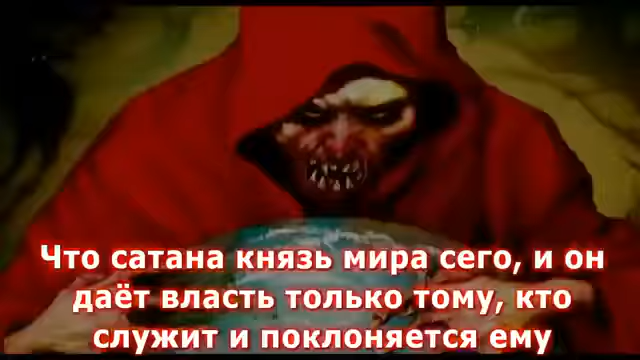 Что сатана князь мира сего, и он
даёт власть только тому, кто
служит и поклоняется ему